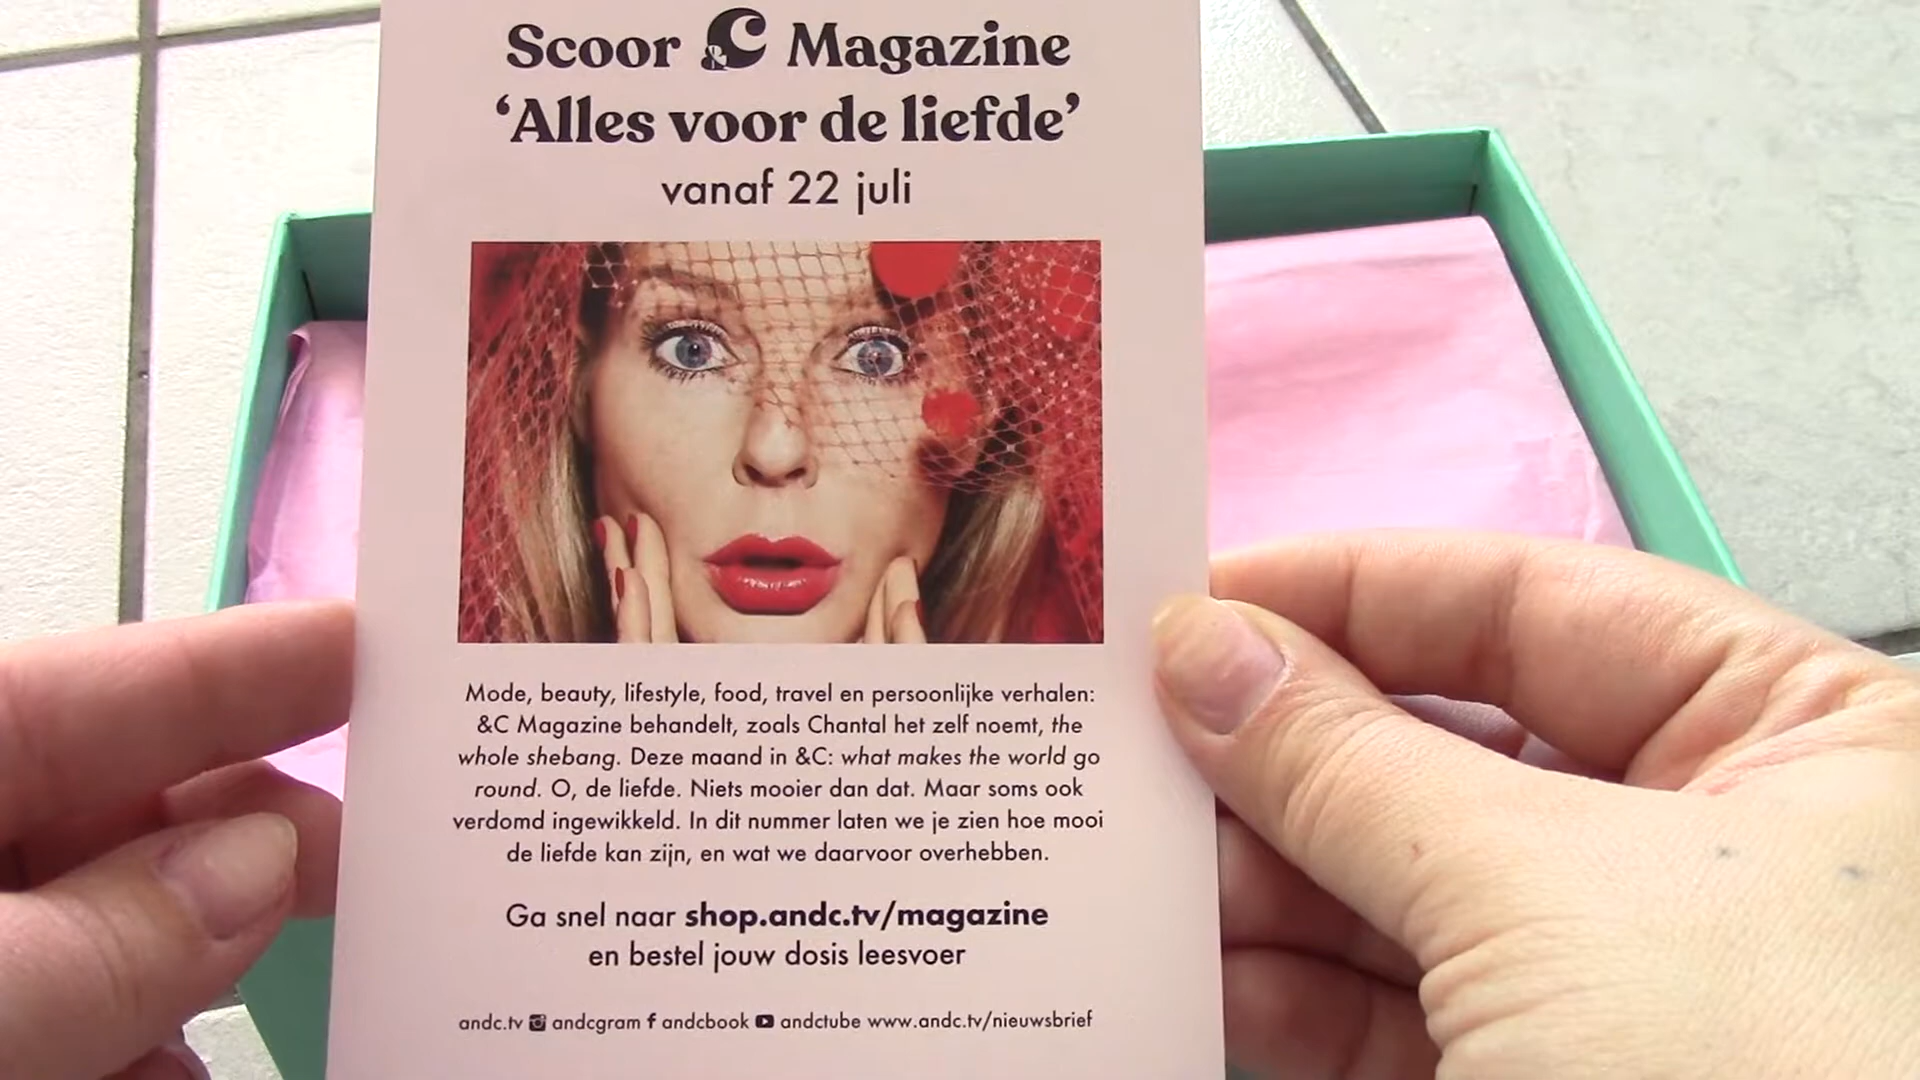 Scoor &C Magazine
‘Alles voor de liefde’
vanaf 22 juli
Mode, beauty, lifestyle, food, travel en persoonlijke verhalen:
&C Magazine behandelt, zoals Chantal het zelf noemt, the
whole shebang. Deze maand in &C: what makes the world go
round. O, de liefde. Niets mooier dan dat. Maar soms ook
verdomd ingewikkeld. In dit nummer laten we je zien hoe mooi
de liefde kan zijn, en wat we daarvoor overhebben.
Ga snel naar shop.andc.tv/magazine
en bestel jouw dosis leesvoer
andc.tv andcgram f andcbook andctube www.andc.tv/nieuwsbrief